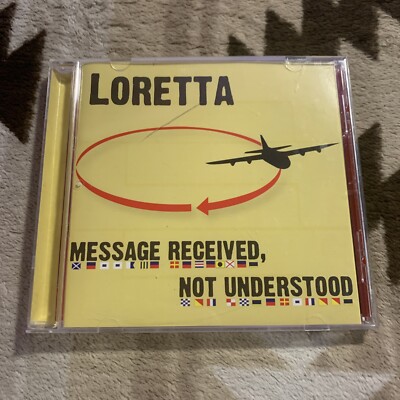 LORETTA
MESSAGE RECEIVED,
NOT UNDERSTOOD